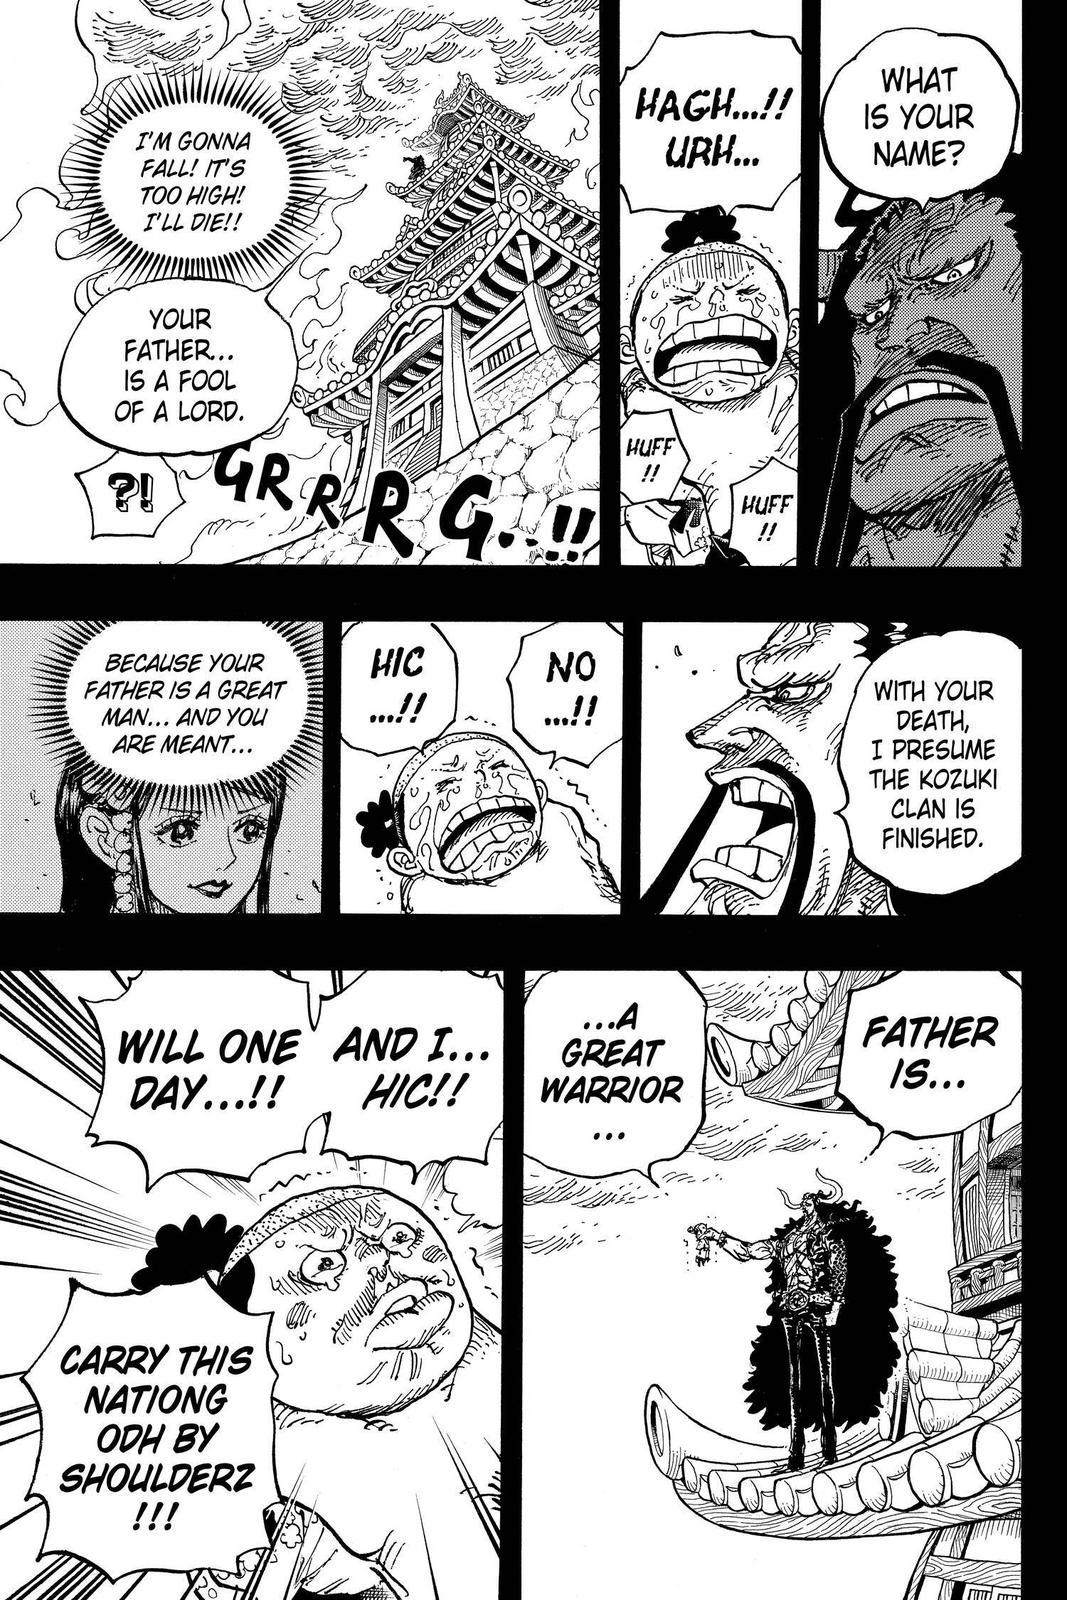 WHAT
IS YOUR
NAME?
HAGH...!!
URH...
HUFF
!!
HUFF
!!
I'M GONNA
FALL! IT'S
TOO HIGH!
I'LL DIE!!
YOUR
FATHER...
IS A FOOL
OF A LORD.
?!
GRRRG..!!
WITH YOUR
DEATH,
I PRESUME
THE KOZUKI
CLAN IS
FINISHED.
NO
...!!
HIC
...!!
BECAUSE YOUR
FATHER IS A GREAT
MAN... AND YOU
ARE MEANT...
FATHER
IS...
...A
GREAT
WARRIOR
...
AND I...
HIC!!
WILL ONE
DAY...!!
CARRY THIS
NATIONG
ODH BY
SHOULDERZ
!!!